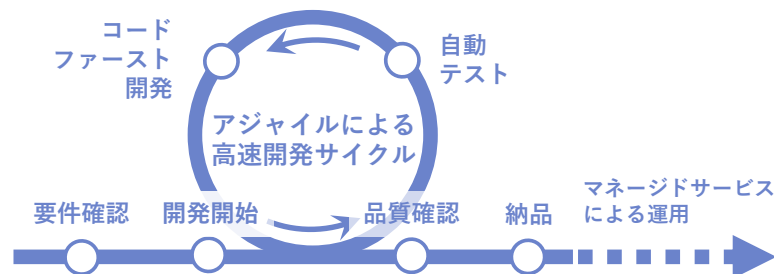 コード
ファースト
開発
自動
テスト
アジャイルによる
高速開発サイクル
要件確認
開発開始
品質確認
納品
マネージドサービス
による運用